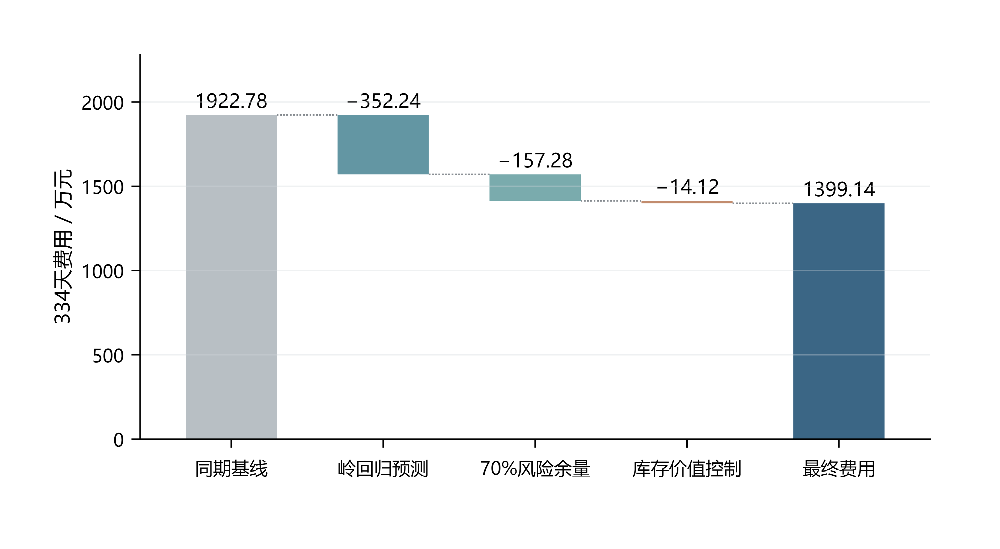 334天费用 / 万元
2000
1500
1000
500
0
1922.78
−352.24
−157.28
−14.12
1399.14
同期基线
岭回归预测
70%风险余量
库存价值控制
最终费用